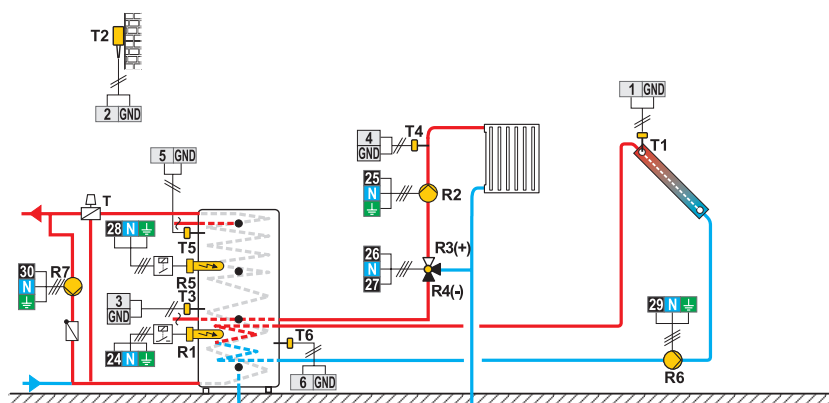 T2
2 GND
1 GND
T1
4
GND
T4
5 GND
25
N
R2
T
28 N
T5
R5
R3(+)
26
N
27
R4(-)
30
N
R7
3
GND
T3
29 N
24 N
R1
T6
6 GND
R6